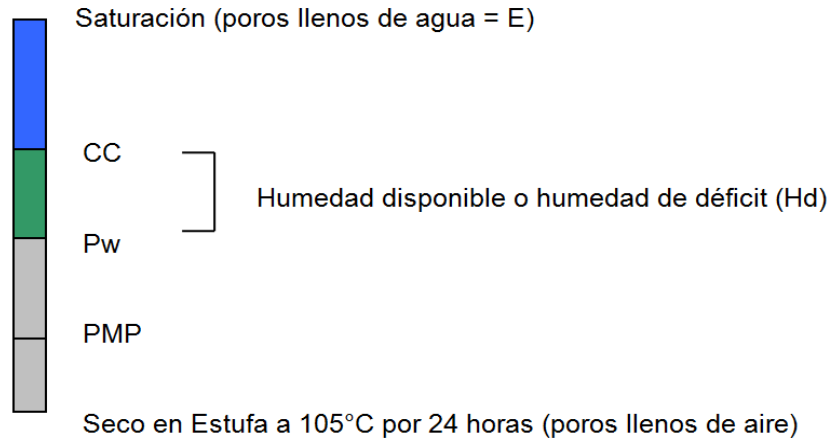 Saturación (poros llenos de agua = E)
CC
Humedad disponible o humedad de déficit (Hd)
Pw
PMP
Seco en Estufa a 105°C por 24 horas (poros llenos de aire)